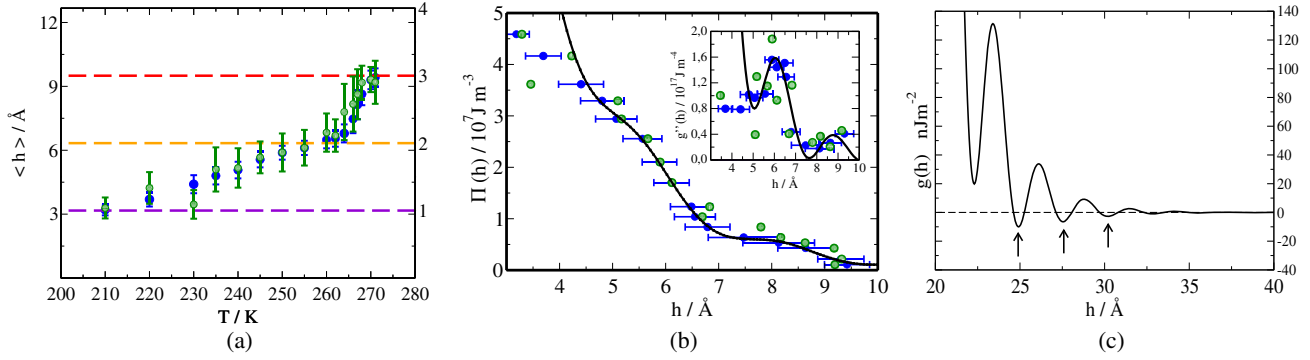 < h > / Å
12
9
6
3
4
3
2
1
200 210 220 230 240 250 260 270 280
T / K
(a)
Π (h) / 10⁷ J m⁻³
5
4
3
2
1
0
4 5 6 7 8 9 10
h / Å
g''(h) / 10¹⁷J m⁻⁴
2,0
1,6
1,2
0,8
0,4
0,0
3 4 5 6 7 8 9 10
h / Å
(b)
g(h) nJm⁻²
140
120
100
80
60
40
20
0
-20
-40
20 25 30 35 40
h / Å
(c)